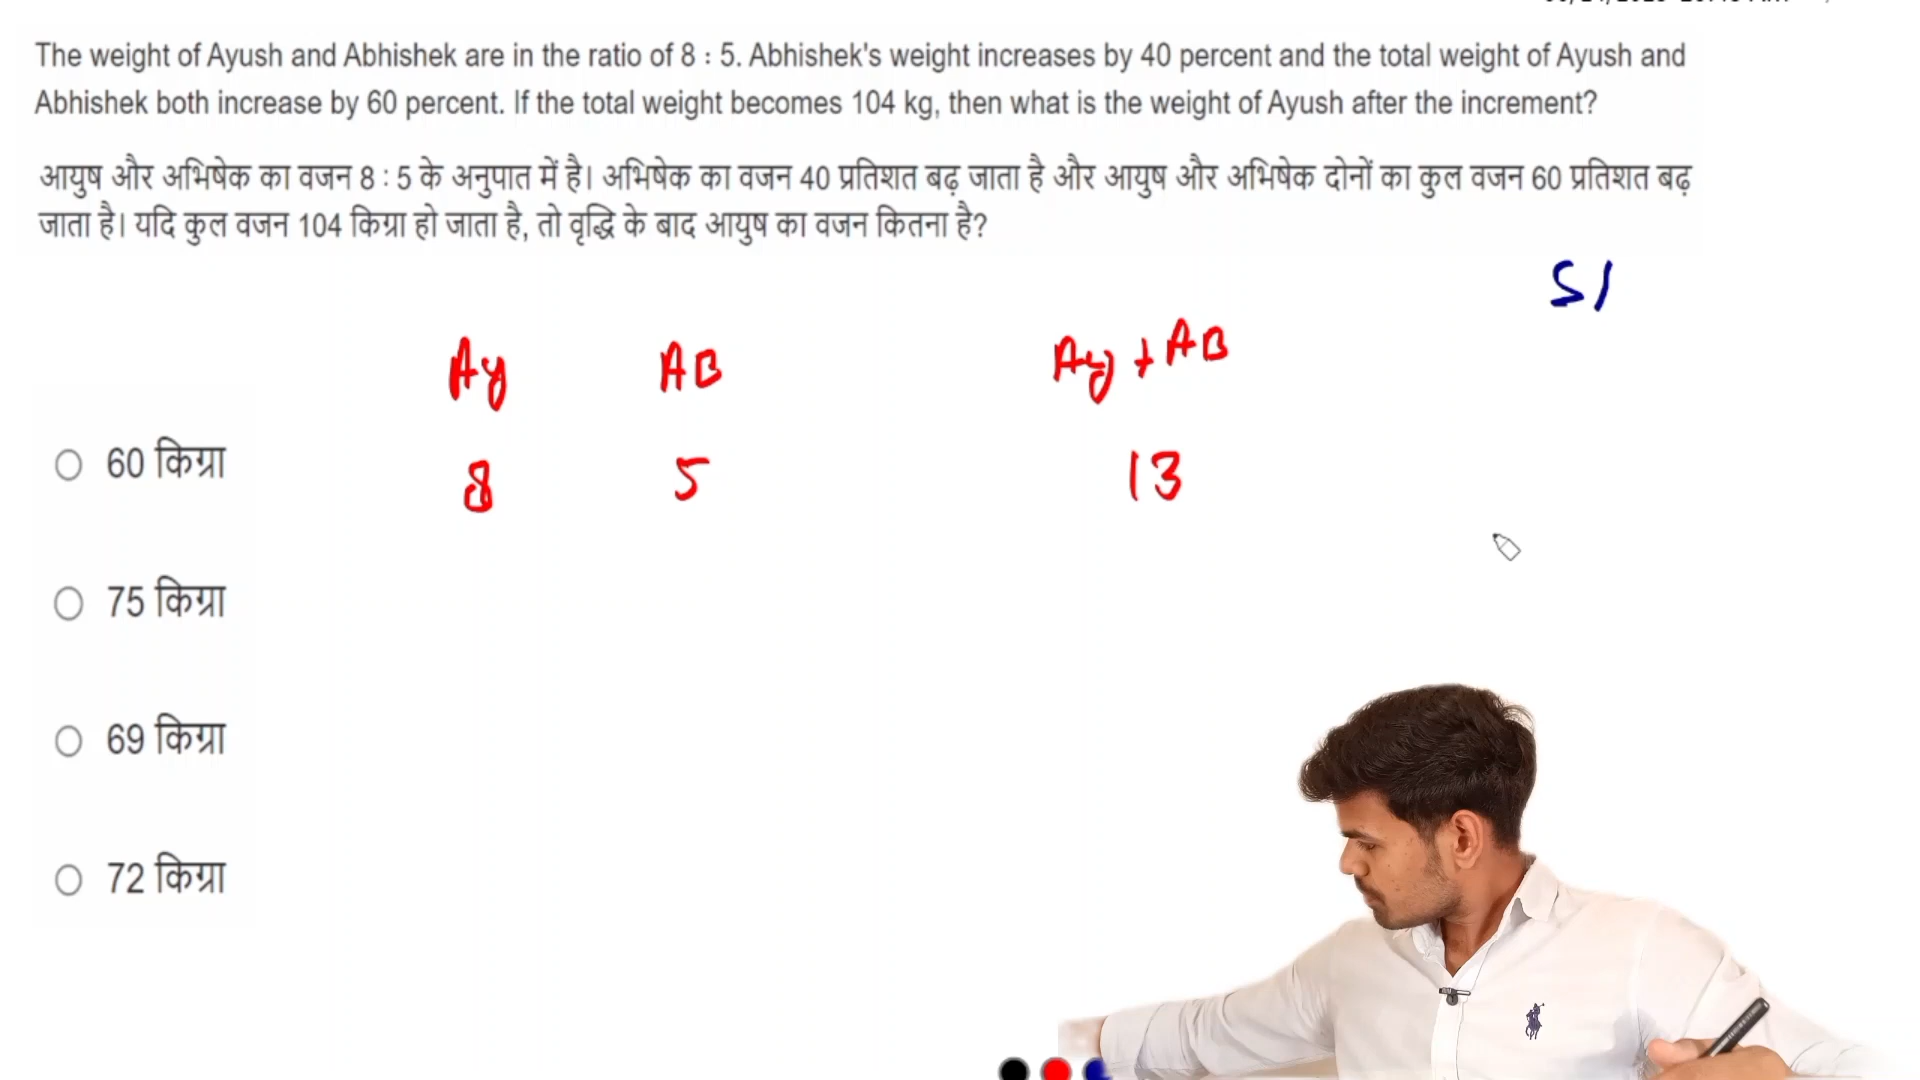 The weight of Ayush and Abhishek are in the ratio of 8 : 5. Abhishek's weight increases by 40 percent and the total weight of Ayush and
Abhishek both increase by 60 percent. If the total weight becomes 104 kg, then what is the weight of Ayush after the increment?
आयुष और अभिषेक का वजन 8 : 5 के अनुपात में है। अभिषेक का वजन 40 प्रतिशत बढ़ जाता है और आयुष और अभिषेक दोनों का कुल वजन 60 प्रतिशत बढ़
जाता है। यदि कुल वजन 104 किग्रा हो जाता है, तो वृद्धि के बाद आयुष का वजन कितना है?
Ay AB Ay + AB
60 किग्रा
8 5 13
75 किग्रा
69 किग्रा
72 किग्रा